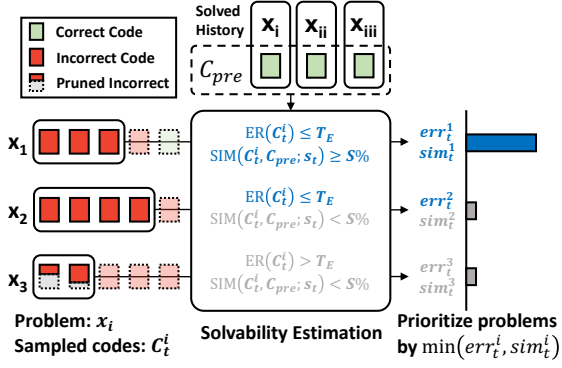 Correct Code
Incorrect Code
Pruned Incorrect
Solved
History
x_i x_ii x_iii
C_pre
x_1
ER(C_t^i) ≤ T_E
SIM(C_t^i, C_pre; s_t) ≥ S%
err_t^1
sim_t^1
x_2
ER(C_t^i) ≤ T_E
SIM(C_t^i, C_pre; s_t) < S%
err_t^2
sim_t^2
x_3
ER(C_t^i) > T_E
SIM(C_t^i, C_pre; s_t) < S%
err_t^3
sim_t^3
Problem: x_i
Sampled codes: C_t^i
Solvability Estimation
Prioritize problems
by min(err_t^i, sim_t^i)